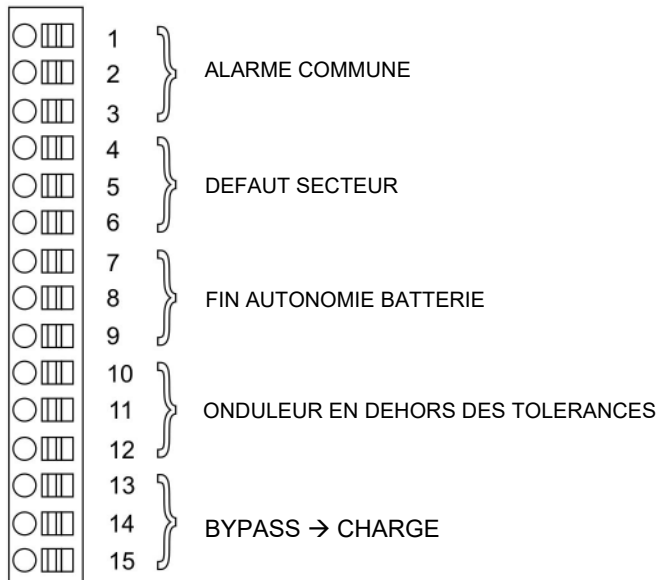 1
2 ALARME COMMUNE
3
4
5 DEFAUT SECTEUR
6
7
8 FIN AUTONOMIE BATTERIE
9
10
11 ONDULEUR EN DEHORS DES TOLERANCES
12
13
14 BYPASS → CHARGE
15